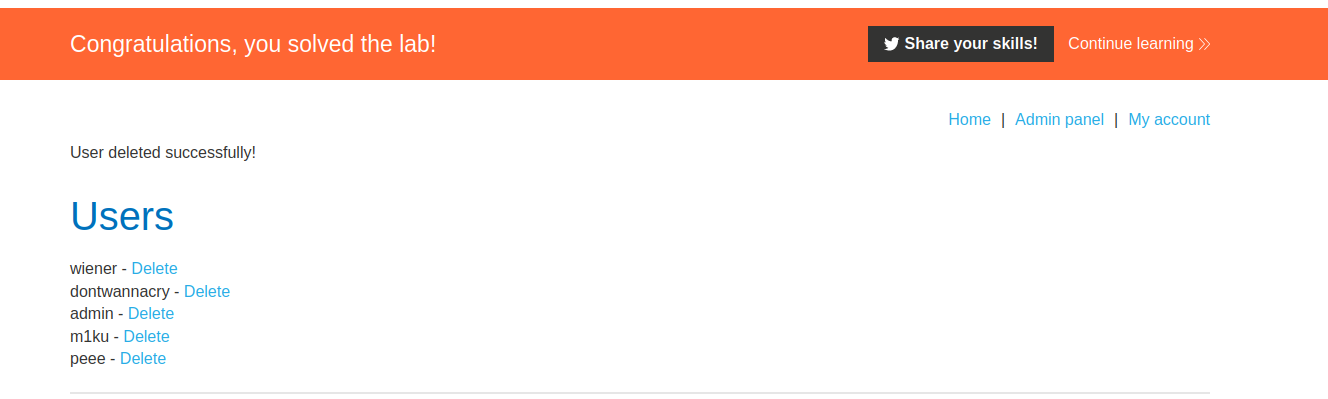 Congratulations, you solved the lab!
Share your skills!
Continue learning
Home | Admin panel | My account
User deleted successfully!
Users
wiener - Delete
dontwannacry - Delete
admin - Delete
m1ku - Delete
peee - Delete